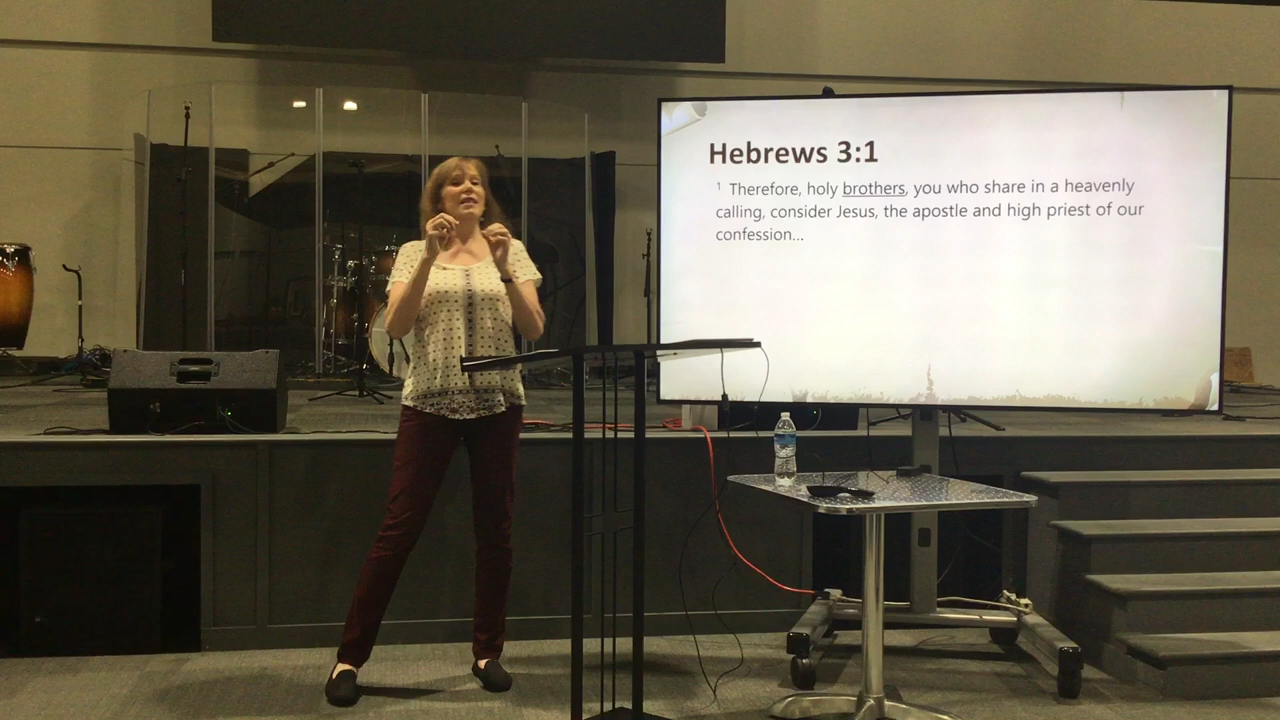 Hebrews 3:1
¹ Therefore, holy brothers, you who share in a heavenly
calling, consider Jesus, the apostle and high priest of our
confession...